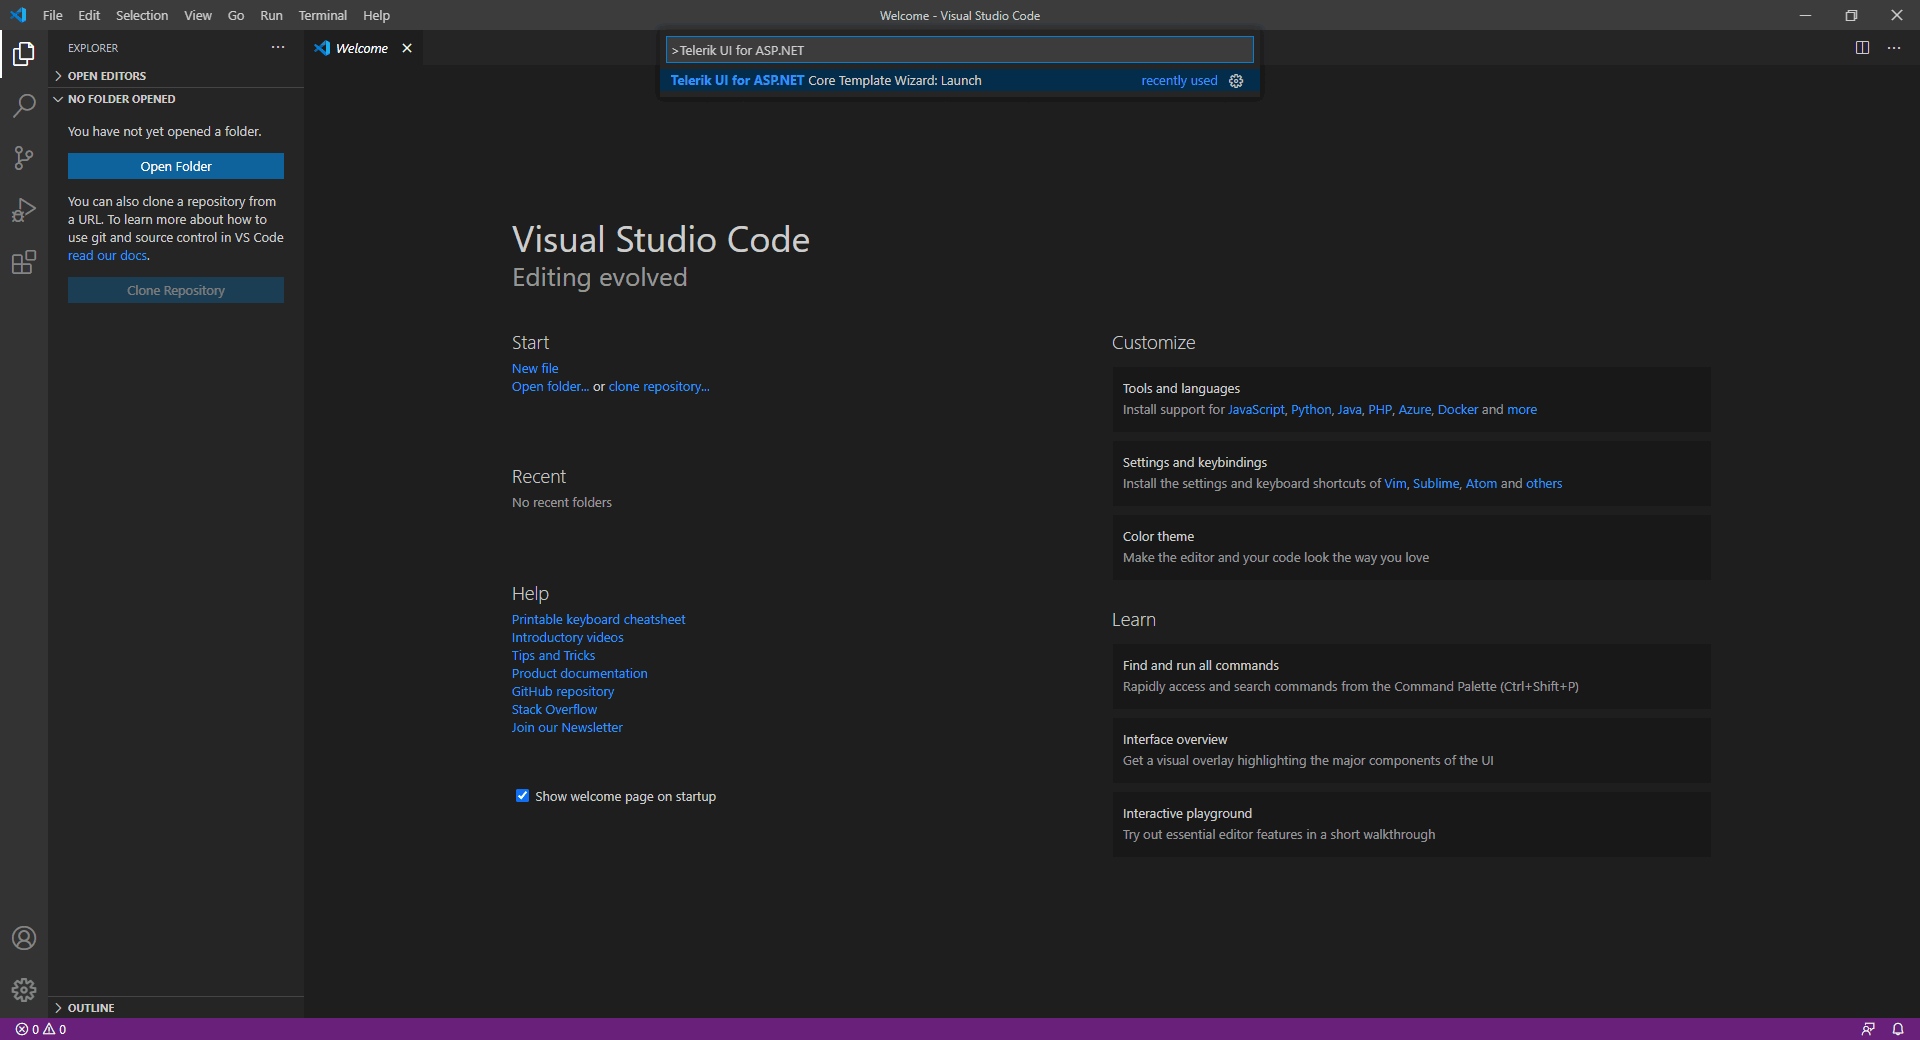 File Edit Selection View Go Run Terminal Help
Welcome - Visual Studio Code
EXPLORER
Welcome
>Telerik UI for ASP.NET
Telerik UI for ASP.NET Core Template Wizard: Launch
recently used
OPEN EDITORS
NO FOLDER OPENED
You have not yet opened a folder.
Open Folder
You can also clone a repository from
a URL. To learn more about how to
use git and source control in VS Code
read our docs.
Clone Repository
Visual Studio Code
Editing evolved
Start
New file
Open folder... or clone repository...
Recent
No recent folders
Help
Printable keyboard cheatsheet
Introductory videos
Tips and Tricks
Product documentation
GitHub repository
Stack Overflow
Join our Newsletter
Show welcome page on startup
Customize
Tools and languages
Install support for JavaScript, Python, Java, PHP, Azure, Docker and more
Settings and keybindings
Install the settings and keyboard shortcuts of Vim, Sublime, Atom and others
Color theme
Make the editor and your code look the way you love
Learn
Find and run all commands
Rapidly access and search commands from the Command Palette (Ctrl+Shift+P)
Interface overview
Get a visual overlay highlighting the major components of the UI
Interactive playground
Try out essential editor features in a short walkthrough
OUTLINE
0 0